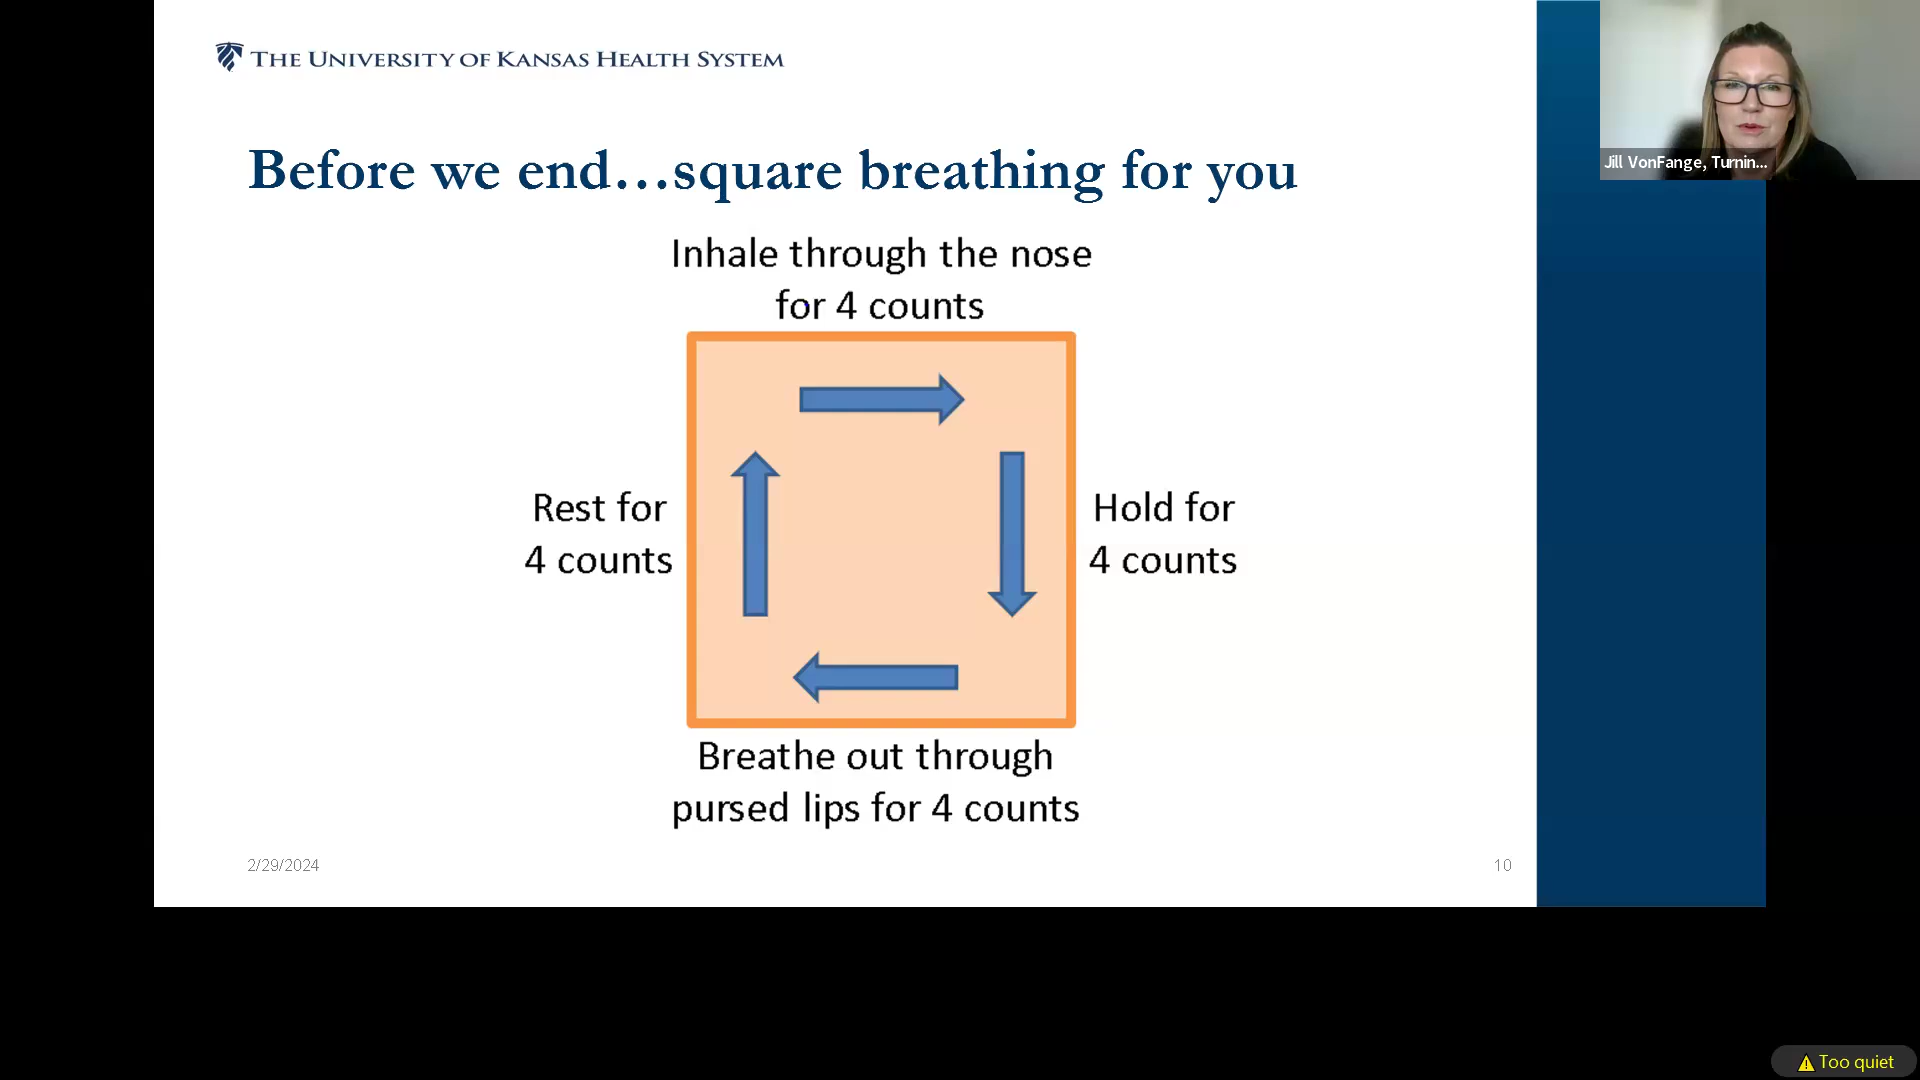 THE UNIVERSITY OF KANSAS HEALTH SYSTEM
Jill VonFange, Turnin...
Before we end...square breathing for you
Inhale through the nose
for 4 counts
Rest for
4 counts
Hold for
4 counts
Breathe out through
pursed lips for 4 counts
2/29/2024
10
Too quiet